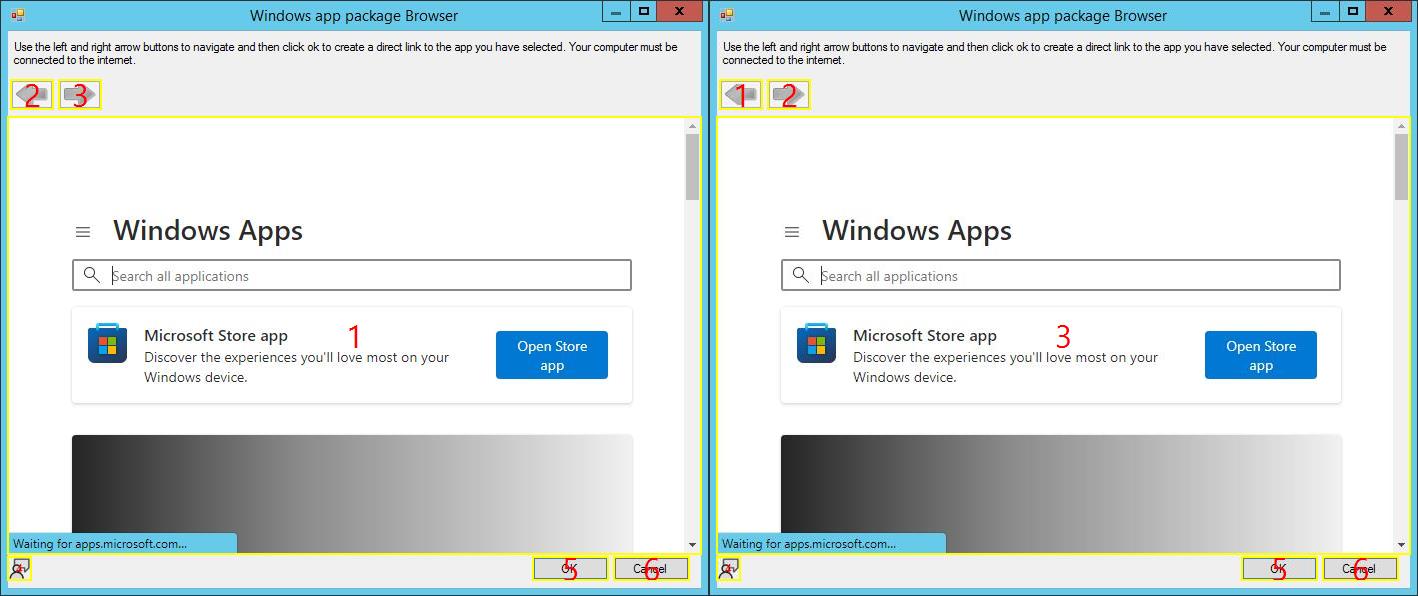 Windows app package Browser
Use the left and right arrow buttons to navigate and then click ok to create a direct link to the app you have selected. Your computer must be
connected to the internet.
2 3
Windows Apps
Search all applications
Microsoft Store app
1
Discover the experiences you'll love most on your
Windows device.
Open Store
app
Waiting for apps.microsoft.com...
4
OK
5
Cancel
6
Windows app package Browser
Use the left and right arrow buttons to navigate and then click ok to create a direct link to the app you have selected. Your computer must be
connected to the internet.
1 2
Windows Apps
Search all applications
Microsoft Store app
3
Discover the experiences you'll love most on your
Windows device.
Open Store
app
Waiting for apps.microsoft.com...
4
OK
5
Cancel
6